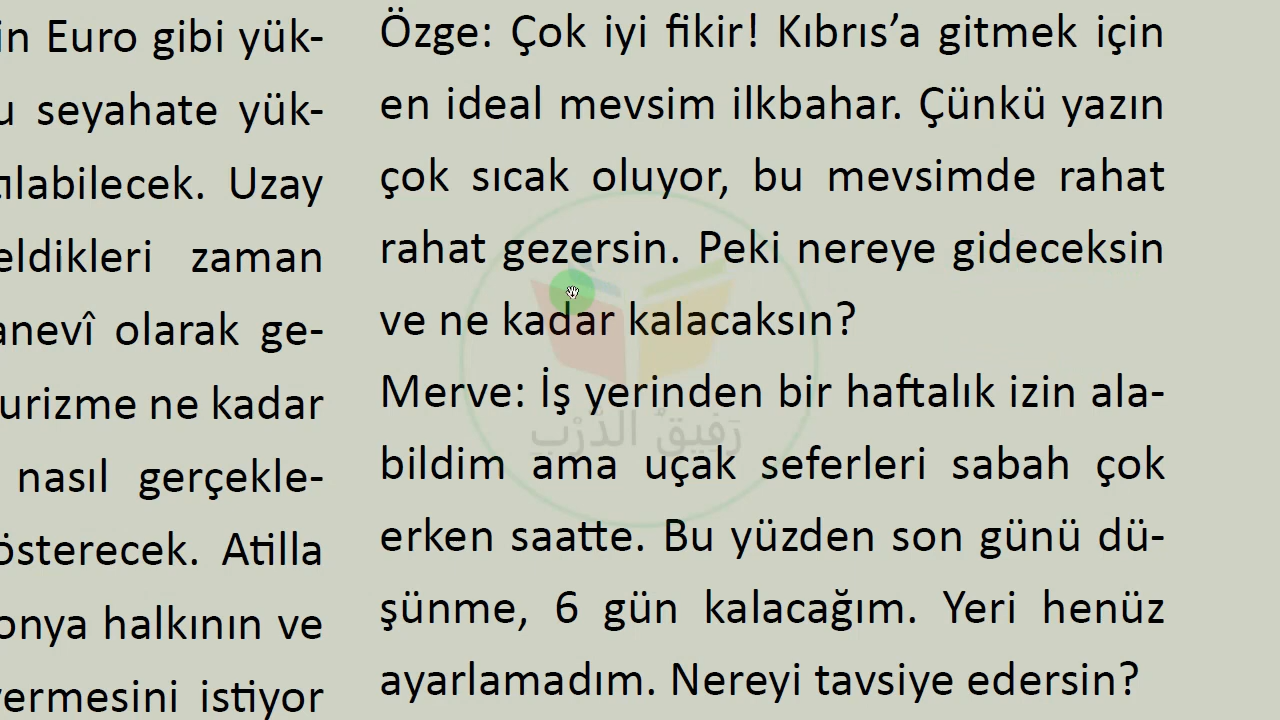 in Euro gibi yük-
u seyahate yük-
tılabilecek. Uzay
eldikleri zaman
anevî olarak ge-
urizme ne kadar
nasıl gerçekle-
österecek. Atilla
onya halkının ve
vermesini istiyor
Özge: Çok iyi fikir! Kıbrıs’a gitmek için
en ideal mevsim ilkbahar. Çünkü yazın
çok sıcak oluyor, bu mevsimde rahat
rahat gezersin. Peki nereye gideceksin
ve ne kadar kalacaksın?
Merve: İş yerinden bir haftalık izin ala-
bildim ama uçak seferleri sabah çok
erken saatte. Bu yüzden son günü dü-
şünme, 6 gün kalacağım. Yeri henüz
ayarlamadım. Nereyi tavsiye edersin?
رَفِيقُ الدَّرْبِ